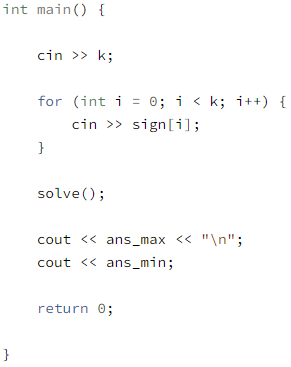 int main() {
cin >> k;
for (int i = 0; i < k; i++) {
cin >> sign[i];
}
solve();
cout << ans_max << "\n";
cout << ans_min;
return 0;
}